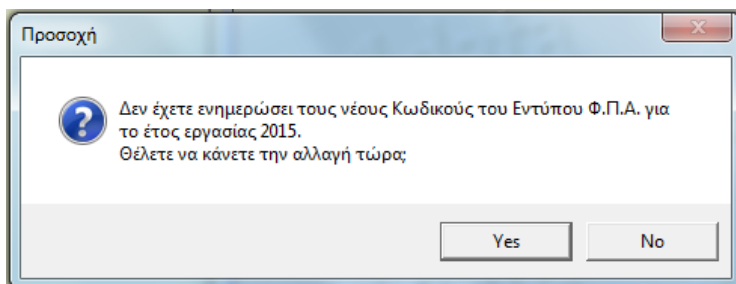 Προσοχή
Δεν έχετε ενημερώσει τους νέους Κωδικούς του Εντύπου Φ.Π.Α. για
το έτος εργασίας 2015.
Θέλετε να κάνετε την αλλαγή τώρα;
Yes
No